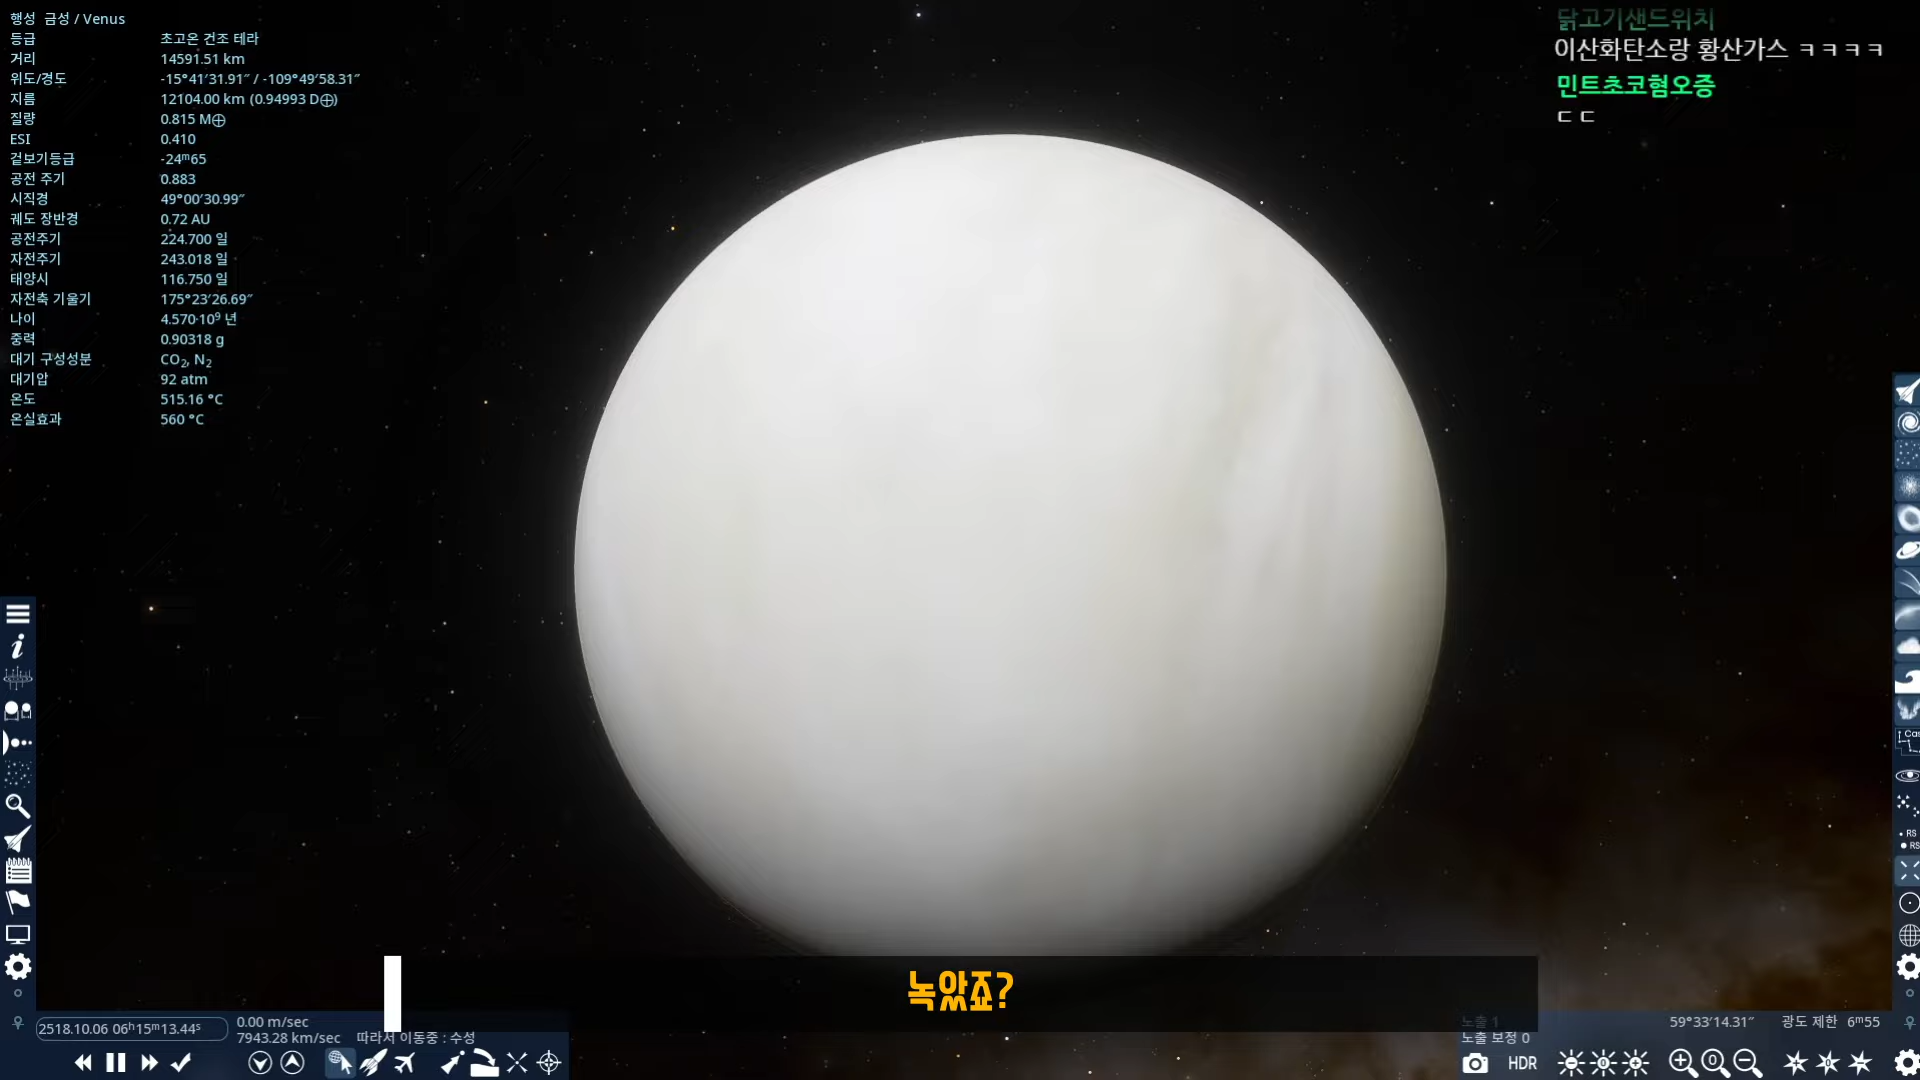 행성 금성 / Venus
등급 초고온 건조 테라
거리 14591.51 km
위도/경도 -15°41′31.91″ / -109°49′58.31″
지름 12104.00 km (0.94993 D⊕)
질량 0.815 M⊕
ESI 0.410
겉보기등급 -24ᵐ65
공전 주기 0.883
시직경 49°00′30.99″
궤도 장반경 0.72 AU
공전주기 224.700 일
자전주기 243.018 일
태양시 116.750 일
자전축 기울기 175°23′26.69″
나이 4.570·10⁹ 년
중력 0.90318 g
대기 구성성분 CO₂, N₂
대기압 92 atm
온도 515.16 °C
온실효과 560 °C
닭고기샌드위치
이산화탄소랑 황산가스 ㅋㅋㅋㅋ
민트초코혐오증
ㄷㄷ
Cas
RS
RS
녹았죠?
2518.10.06 06ʰ15ᵐ13.44ˢ
0.00 m/sec
7943.28 km/sec 따라서 이동중 : 수성
노출 1
노출 보정 0
59°33′14.31″ 광도 제한 6ᵐ55
HDR